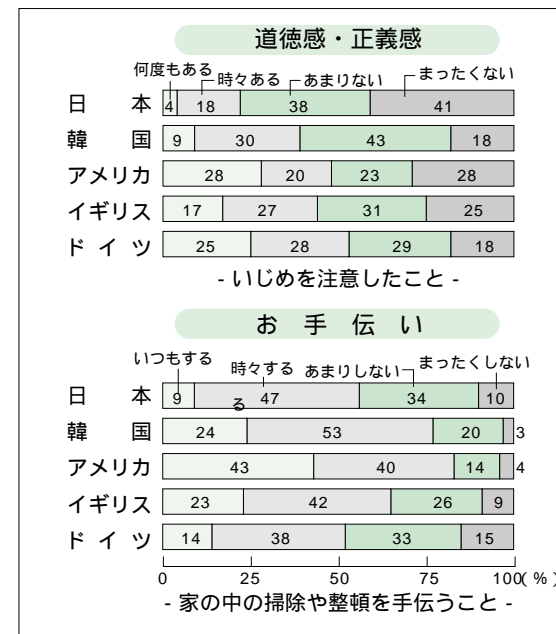 道徳感・正義感
何度もある 時々ある あまりない まったくない
日本 4 18 38 41
韓国 9 30 43 18
アメリカ 28 20 23 28
イギリス 17 27 31 25
ドイツ 25 28 29 18
- いじめを注意したこと -
お手伝い
いつもする 時々する あまりしない まったくしない
日本 9 47 34 10
る
韓国 24 53 20 3
アメリカ 43 40 14 4
イギリス 23 42 26 9
ドイツ 14 38 33 15
0 25 50 75 100(%)
- 家の中の掃除や整頓を手伝うこと -